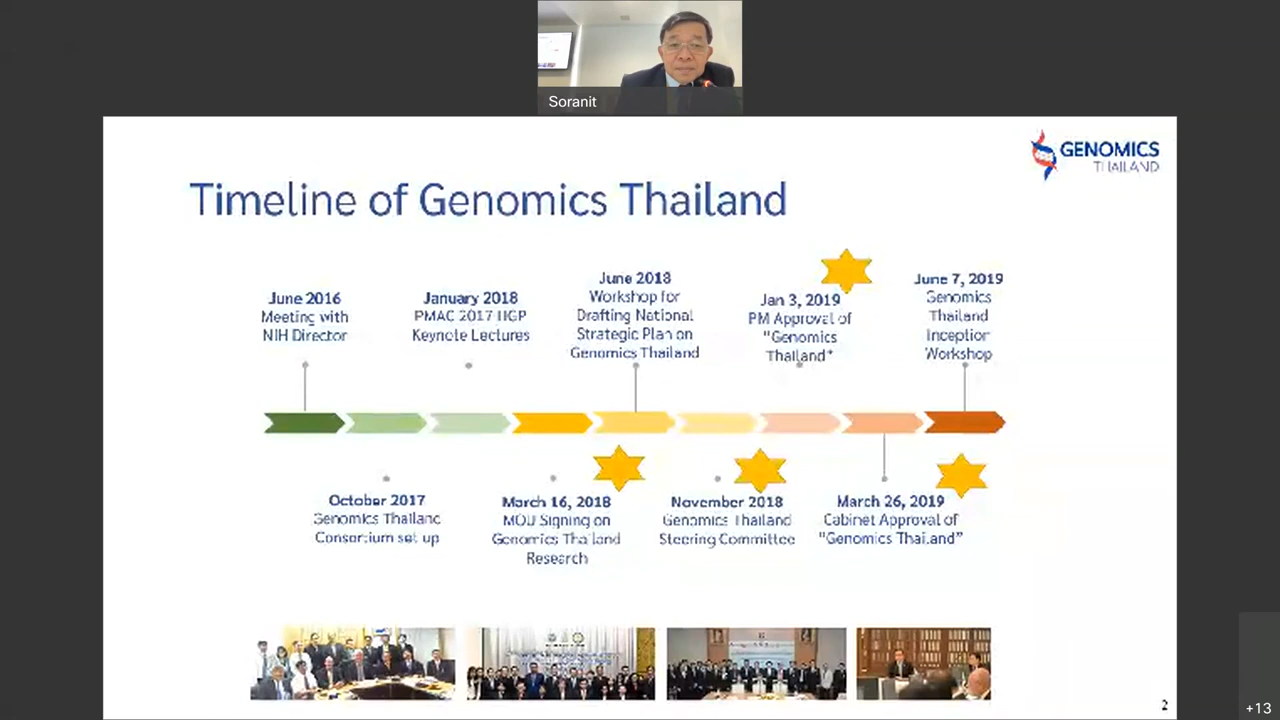 Soranit
GENOMICS
THAILAND
Timeline of Genomics Thailand
June 2016
Meeting with
NIH Director
January 2018
PMAC 2017 HGP
Keynote Lectures
June 2018
Workshop for
Drafting National
Strategic Plan on
Genomics Thailand
Jan 3, 2019
PM Approval of
"Genomics
Thailand"
June 7, 2019
Genomics
Thailand
Inception
Workshop
October 2017
Genomics Thailand
Consortium set up
March 16, 2018
MOU Signing on
Genomics Thailand
Research
November 2018
Genomics Thailand
Steering Committee
March 26, 2019
Cabinet Approval of
"Genomics Thailand"
2
+13